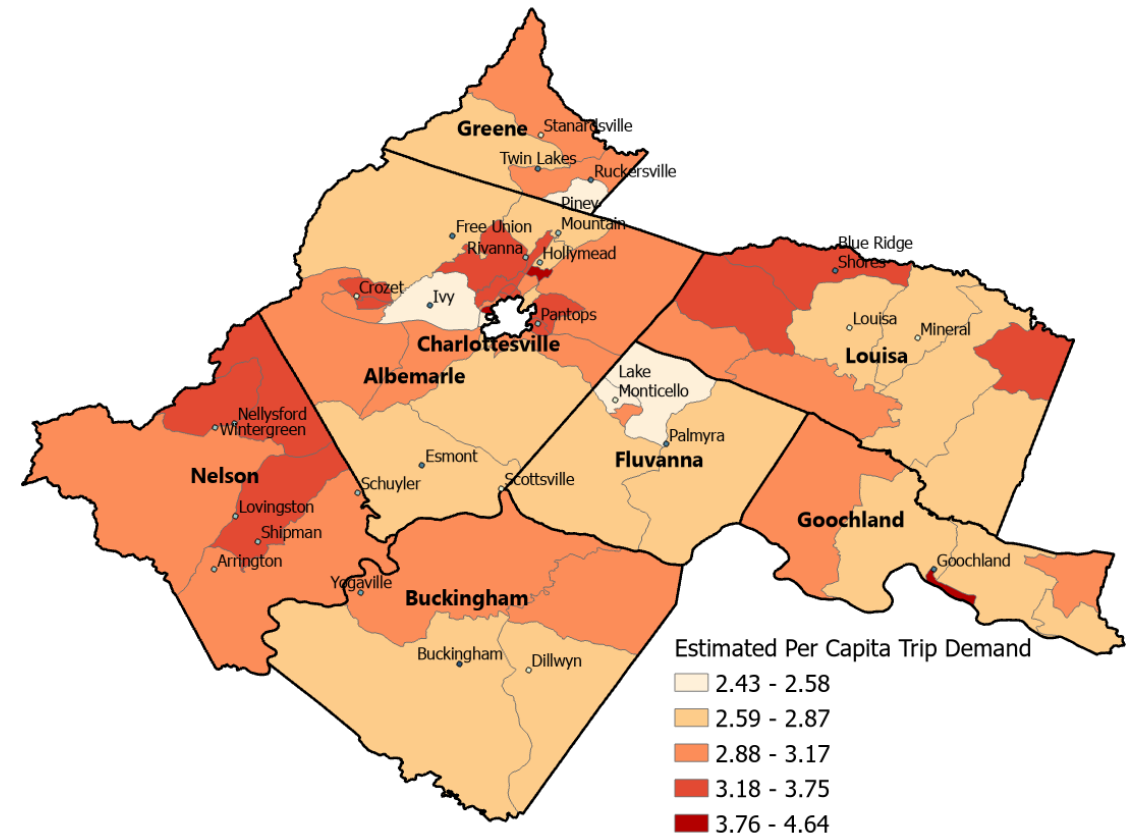 Greene
Stanardsville
Twin Lakes
Ruckersville
Piney
Mountain
Free Union
Rivanna
Hollymead
Blue Ridge
Shores
Crozet
Ivy
Pantops
Louisa
Mineral
Charlottesville
Louisa
Albemarle
Lake
Monticello
Nellysford
Wintergreen
Palmyra
Esmont
Fluvanna
Nelson
Schuyler
Scottsville
Lovingston
Goochland
Shipman
Arrington
Goochland
Yogaville
Buckingham
Buckingham
Dillwyn
Estimated Per Capita Trip Demand
2.43 - 2.58
2.59 - 2.87
2.88 - 3.17
3.18 - 3.75
3.76 - 4.64